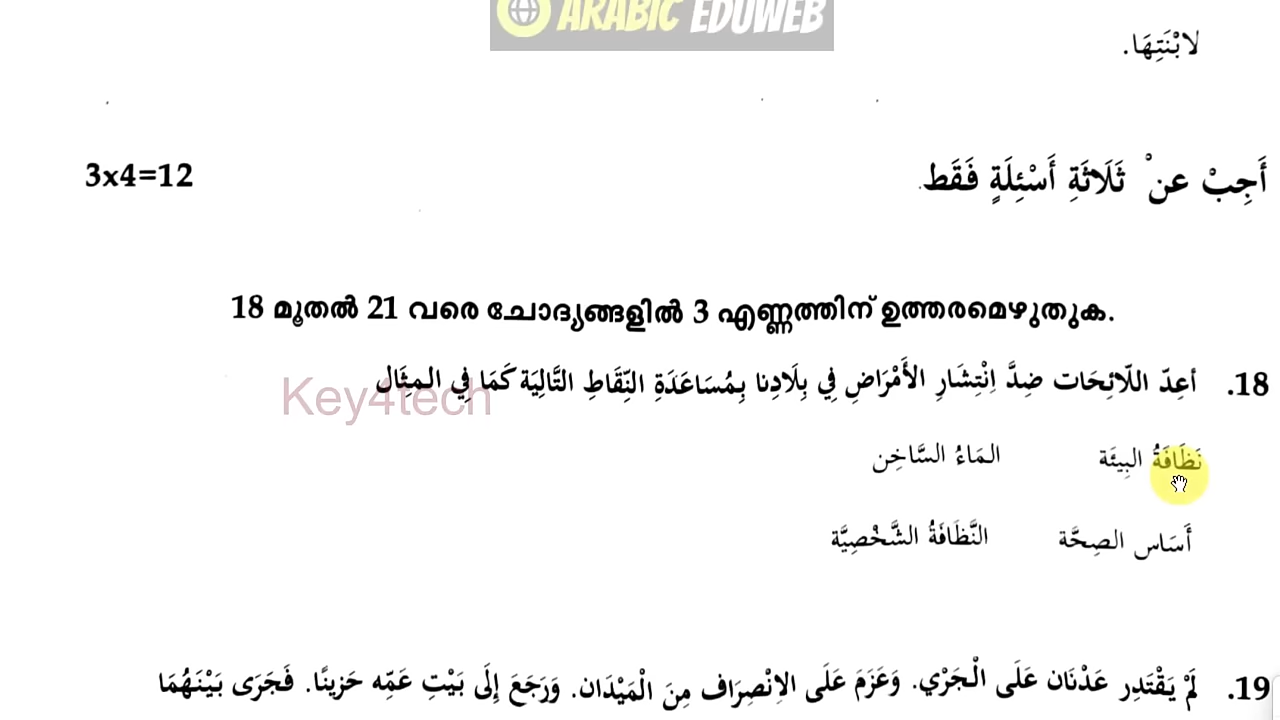 ARABIC EDUWEB
لابْنَتِهَا.
أَجِبْ عنْ ثَلَاثَةِ أَسْئِلَةٍ فَقَط 3x4=12
18 മുതൽ 21 വരെ ചോദ്യങ്ങളിൽ 3 എണ്ണത്തിന് ഉത്തരമെഴുതുക.
18. أعِدّ اللّائِحَات ضِدَّ اِنْتِشَارِ الأَمْرَاضِ فِي بِلَادِنا بِمُسَاعَدَةِ النِّقَاطِ التَّالِيَة كَمَا فِي المِثَال
Key4tech
نَظَافَةُ البِيئَة المَاءُ السَّاخِن
أَسَاس الصِحَّة النَّظَافَةُ الشَّخْصِيَّة
19. لَمْ يَقْتَدِر عَدْنَان عَلَى الْجَرْي. وَعَزَمَ عَلَى الِانْصِرَاف مِنَ الْمَيْدَان. وَرَجَعَ إِلَى بَيْتِ عَمِّه حَزِينًا. فَجَرَى بَيْنَهُمَا